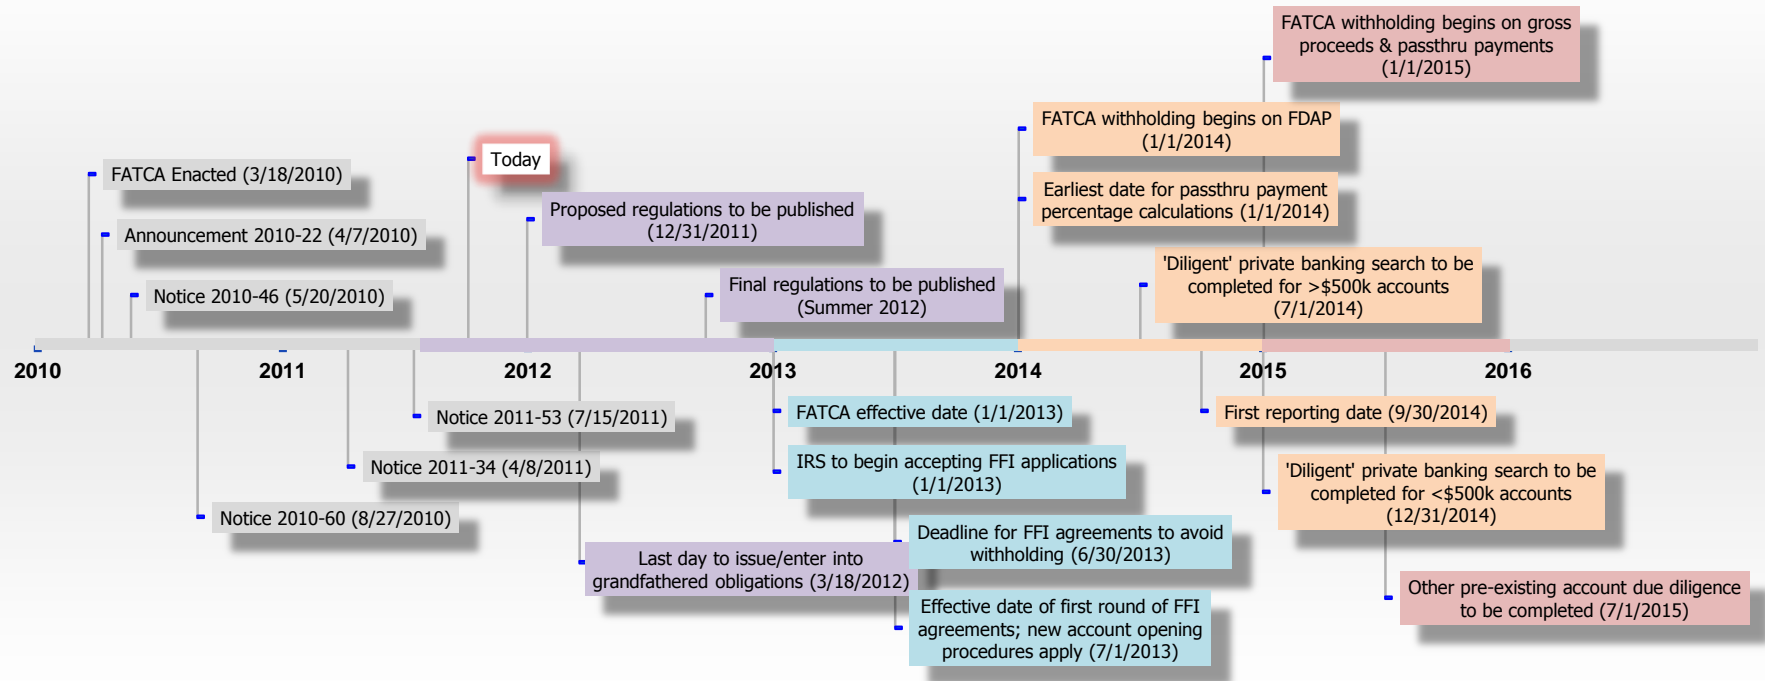 FATCA withholding begins on gross
proceeds & passthru payments
(1/1/2015)
FATCA withholding begins on FDAP
(1/1/2014)
Today
FATCA Enacted (3/18/2010)
Earliest date for passthru payment
percentage calculations (1/1/2014)
Proposed regulations to be published
(12/31/2011)
Announcement 2010-22 (4/7/2010)
'Diligent' private banking search to be
completed for >$500k accounts
(7/1/2014)
Notice 2010-46 (5/20/2010)
Final regulations to be published
(Summer 2012)
2010
2011
2012
2013
2014
2015
2016
Notice 2011-53 (7/15/2011)
FATCA effective date (1/1/2013)
First reporting date (9/30/2014)
Notice 2011-34 (4/8/2011)
IRS to begin accepting FFI applications
(1/1/2013)
'Diligent' private banking search to be
completed for <$500k accounts
(12/31/2014)
Notice 2010-60 (8/27/2010)
Deadline for FFI agreements to avoid
withholding (6/30/2013)
Last day to issue/enter into
grandfathered obligations (3/18/2012)
Effective date of first round of FFI
agreements; new account opening
procedures apply (7/1/2013)
Other pre-existing account due diligence
to be completed (7/1/2015)